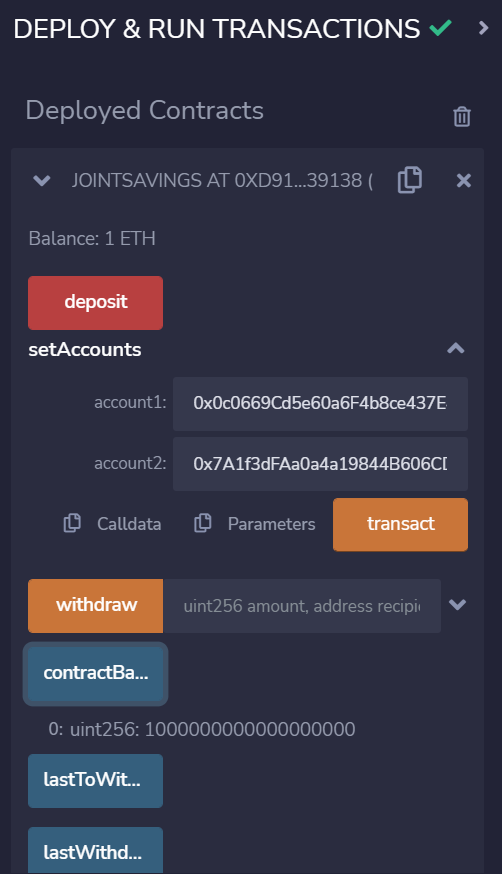 DEPLOY & RUN TRANSACTIONS
Deployed Contracts
JOINTSAVINGS AT 0XD91...39138 (
Balance: 1 ETH
deposit
setAccounts
account1: 0x0c0669Cd5e60a6F4b8ce437E
account2: 0x7A1f3dFAa0a4a19844B606CD
Calldata Parameters transact
withdraw uint256 amount, address recipi
contractBa...
0: uint256: 1000000000000000000
lastToWit...
lastWithd...